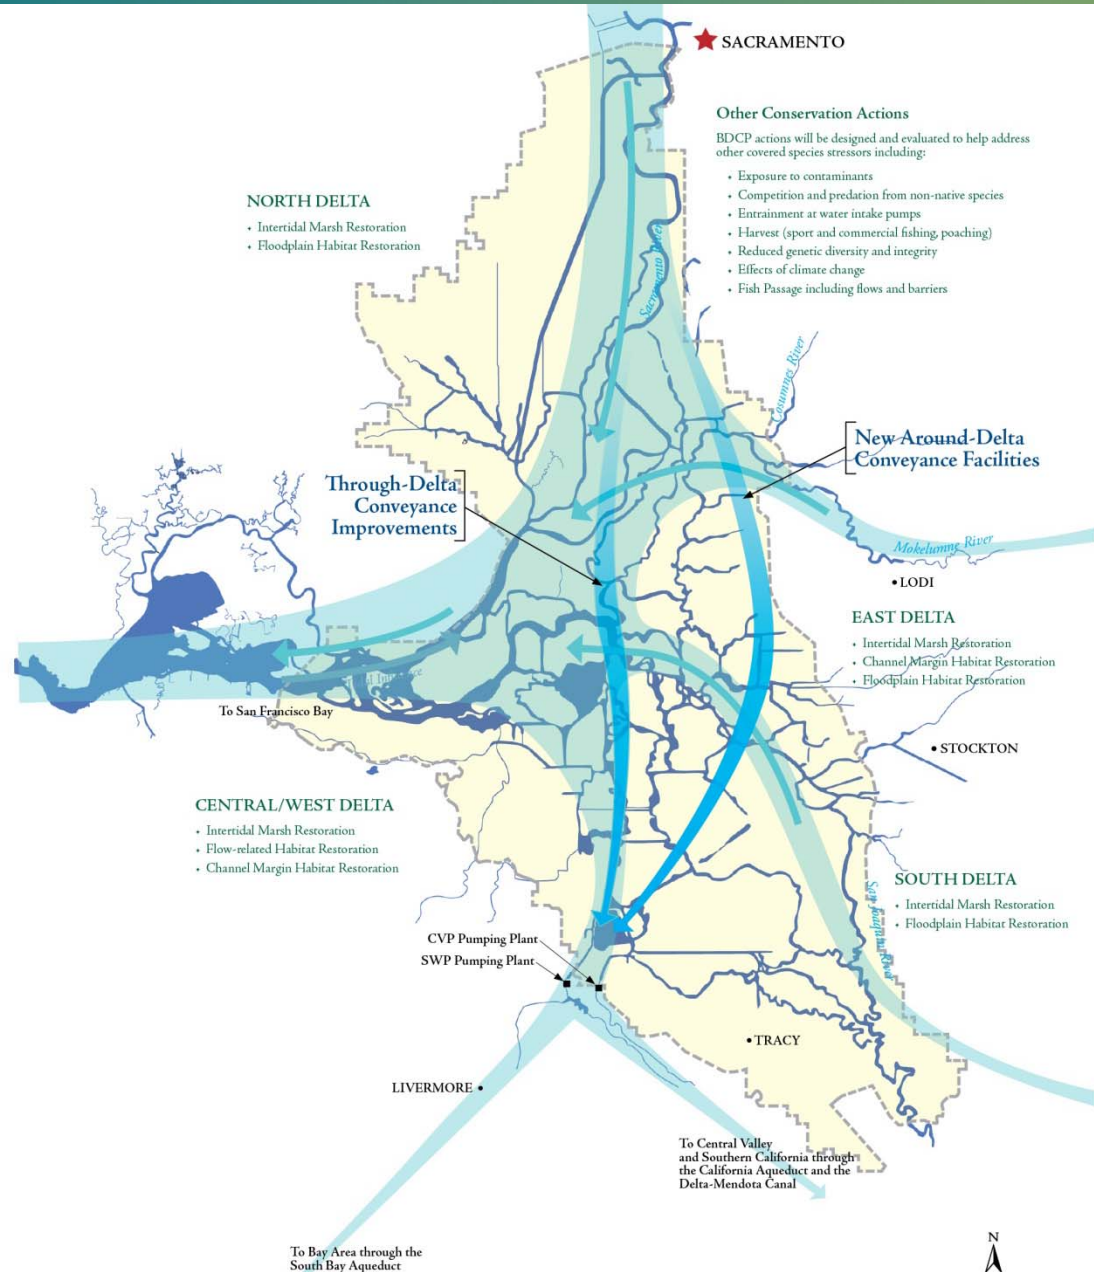 SACRAMENTO
Other Conservation Actions
BDCP actions will be designed and evaluated to help address
other covered species stressors including:
• Exposure to contaminants
• Competition and predation from non-native species
• Entrainment at water intake pumps
• Harvest (sport and commercial fishing, poaching)
• Reduced genetic diversity and integrity
• Effects of climate change
• Fish Passage including flows and barriers
NORTH DELTA
• Intertidal Marsh Restoration
• Floodplain Habitat Restoration
Sacramento River
Cosumnes River
New Around-Delta
Conveyance Facilities
Through-Delta
Conveyance
Improvements
Mokelumne River
• LODI
EAST DELTA
• Intertidal Marsh Restoration
• Channel Margin Habitat Restoration
• Floodplain Habitat Restoration
To San Francisco Bay
• STOCKTON
CENTRAL/WEST DELTA
• Intertidal Marsh Restoration
• Flow-related Habitat Restoration
• Channel Margin Habitat Restoration
SOUTH DELTA
• Intertidal Marsh Restoration
• Floodplain Habitat Restoration
San Joaquin River
CVP Pumping Plant
SWP Pumping Plant
• TRACY
LIVERMORE •
To Central Valley
and Southern California through
the California Aqueduct and the
Delta-Mendota Canal
To Bay Area through the
South Bay Aqueduct
N